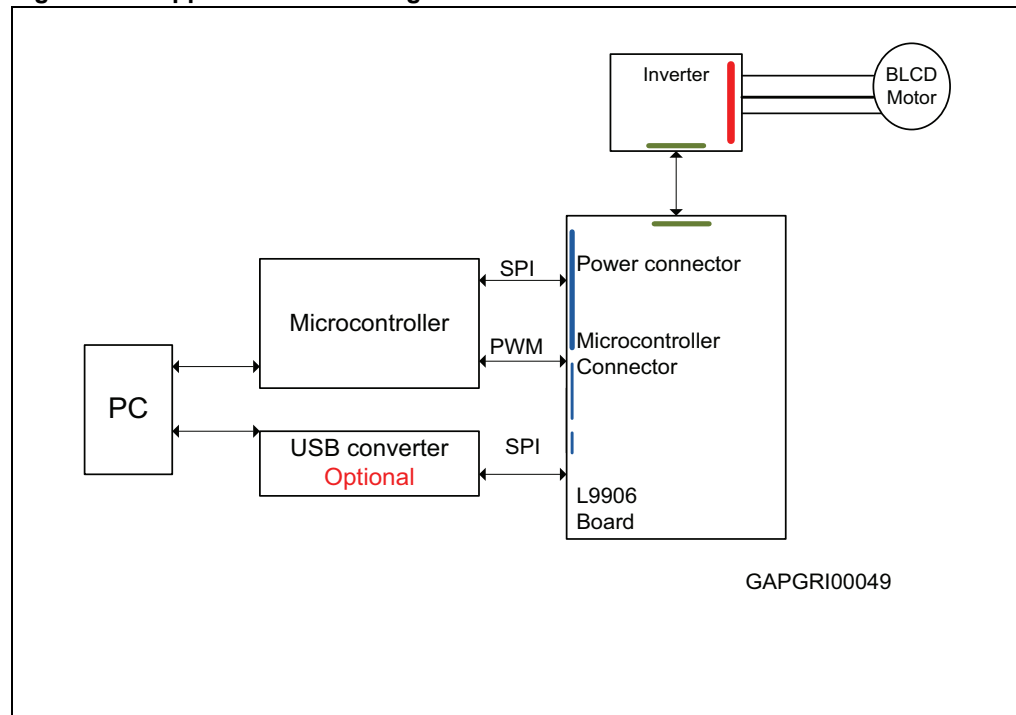 Inverter
BLCD
Motor
Power connector
SPI
Microcontroller
PWM
Microcontroller
Connector
PC
USB converter
Optional
SPI
L9906
Board
GAPGRI00049